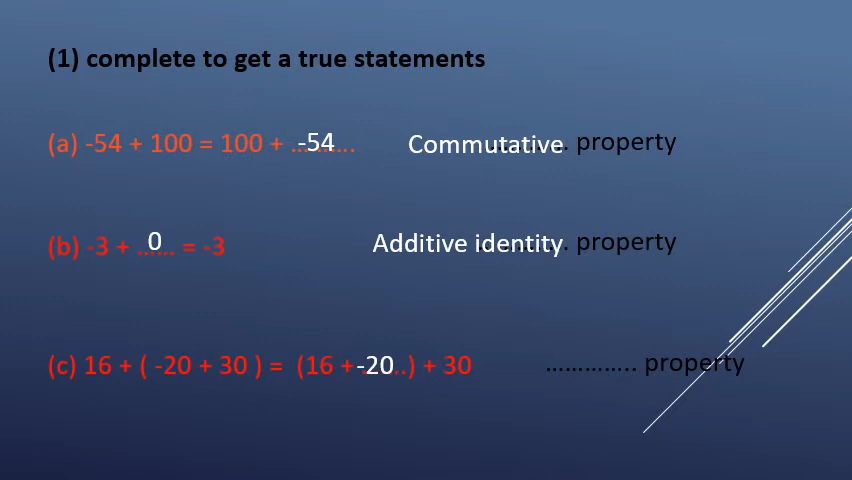 (1) complete to get a true statements
(a) -54 + 100 = 100 + -54 Commutative property
(b) -3 + 0 = -3 Additive identity property
(c) 16 + ( -20 + 30 ) = (16 + -20..) + 30 ………….. property